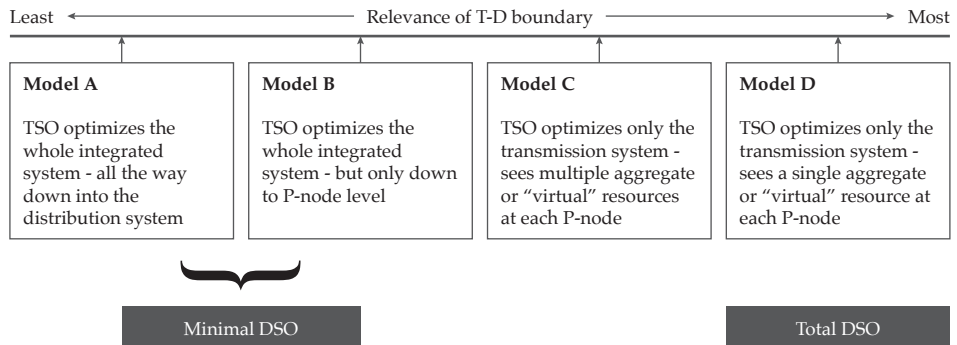 Least Relevance of T-D boundary Most
Model A
TSO optimizes the
whole integrated
system - all the way
down into the
distribution system
Model B
TSO optimizes the
whole integrated
system - but only down
to P-node level
Model C
TSO optimizes only the
transmission system -
sees multiple aggregate
or “virtual” resources
at each P-node
Model D
TSO optimizes only the
transmission system -
sees a single aggregate
or “virtual” resource at
each P-node
Minimal DSO
Total DSO